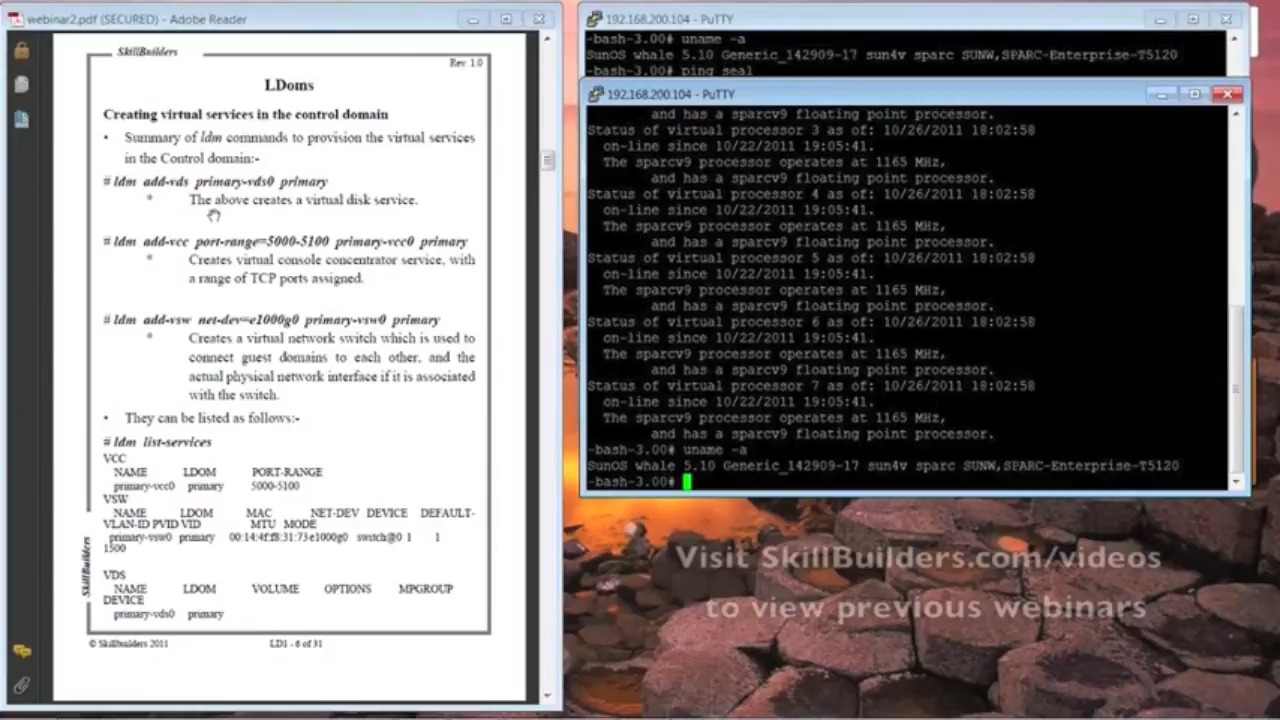 webinar2.pdf (SECURED) - Adobe Reader
SkillBuilders
Rev. 1.0
LDoms
Creating virtual services in the control domain
• Summary of ldm commands to provision the virtual services
in the Control domain:-
# ldm add-vds primary-vds0 primary
* The above creates a virtual disk service.
# ldm add-vcc port-range=5000-5100 primary-vcc0 primary
* Creates virtual console concentrator service, with
a range of TCP ports assigned.
# ldm add-vsw net-dev=e1000g0 primary-vsw0 primary
* Creates a virtual network switch which is used to
connect guest domains to each other, and the
actual physical network interface if it is associated
with the switch.
• They can be listed as follows:-
# ldm list-services
VCC
NAME LDOM PORT-RANGE
primary-vcc0 primary 5000-5100
VSW
NAME LDOM MAC NET-DEV DEVICE DEFAULT-
VLAN-ID PVID VID MTU MODE
primary-vsw0 primary 00:14:4f:f8:31:73 e1000g0 switch@0 1 1
1500
VDS
NAME LDOM VOLUME OPTIONS MPGROUP
DEVICE
primary-vds0 primary
SkillBuilders
© SkillBuilders 2011
LD1 - 6 of 31
192.168.200.104 - PuTTY
-bash-3.00# uname -a
SunOS whale 5.10 Generic_142909-17 sun4v sparc SUNW,SPARC-Enterprise-T5120
-bash-3.00# ping seal
192.168.200.104 - PuTTY
and has a sparcv9 floating point processor.
Status of virtual processor 3 as of: 10/26/2011 18:02:58
on-line since 10/22/2011 19:05:41.
The sparcv9 processor operates at 1165 MHz,
and has a sparcv9 floating point processor.
Status of virtual processor 4 as of: 10/26/2011 18:02:58
on-line since 10/22/2011 19:05:41.
The sparcv9 processor operates at 1165 MHz,
and has a sparcv9 floating point processor.
Status of virtual processor 5 as of: 10/26/2011 18:02:58
on-line since 10/22/2011 19:05:41.
The sparcv9 processor operates at 1165 MHz,
and has a sparcv9 floating point processor.
Status of virtual processor 6 as of: 10/26/2011 18:02:58
on-line since 10/22/2011 19:05:41.
The sparcv9 processor operates at 1165 MHz,
and has a sparcv9 floating point processor.
Status of virtual processor 7 as of: 10/26/2011 18:02:58
on-line since 10/22/2011 19:05:41.
The sparcv9 processor operates at 1165 MHz,
and has a sparcv9 floating point processor.
-bash-3.00# uname -a
SunOS whale 5.10 Generic_142909-17 sun4v sparc SUNW,SPARC-Enterprise-T5120
-bash-3.00#
Visit SkillBuilders.com/videos
to view previous webinars